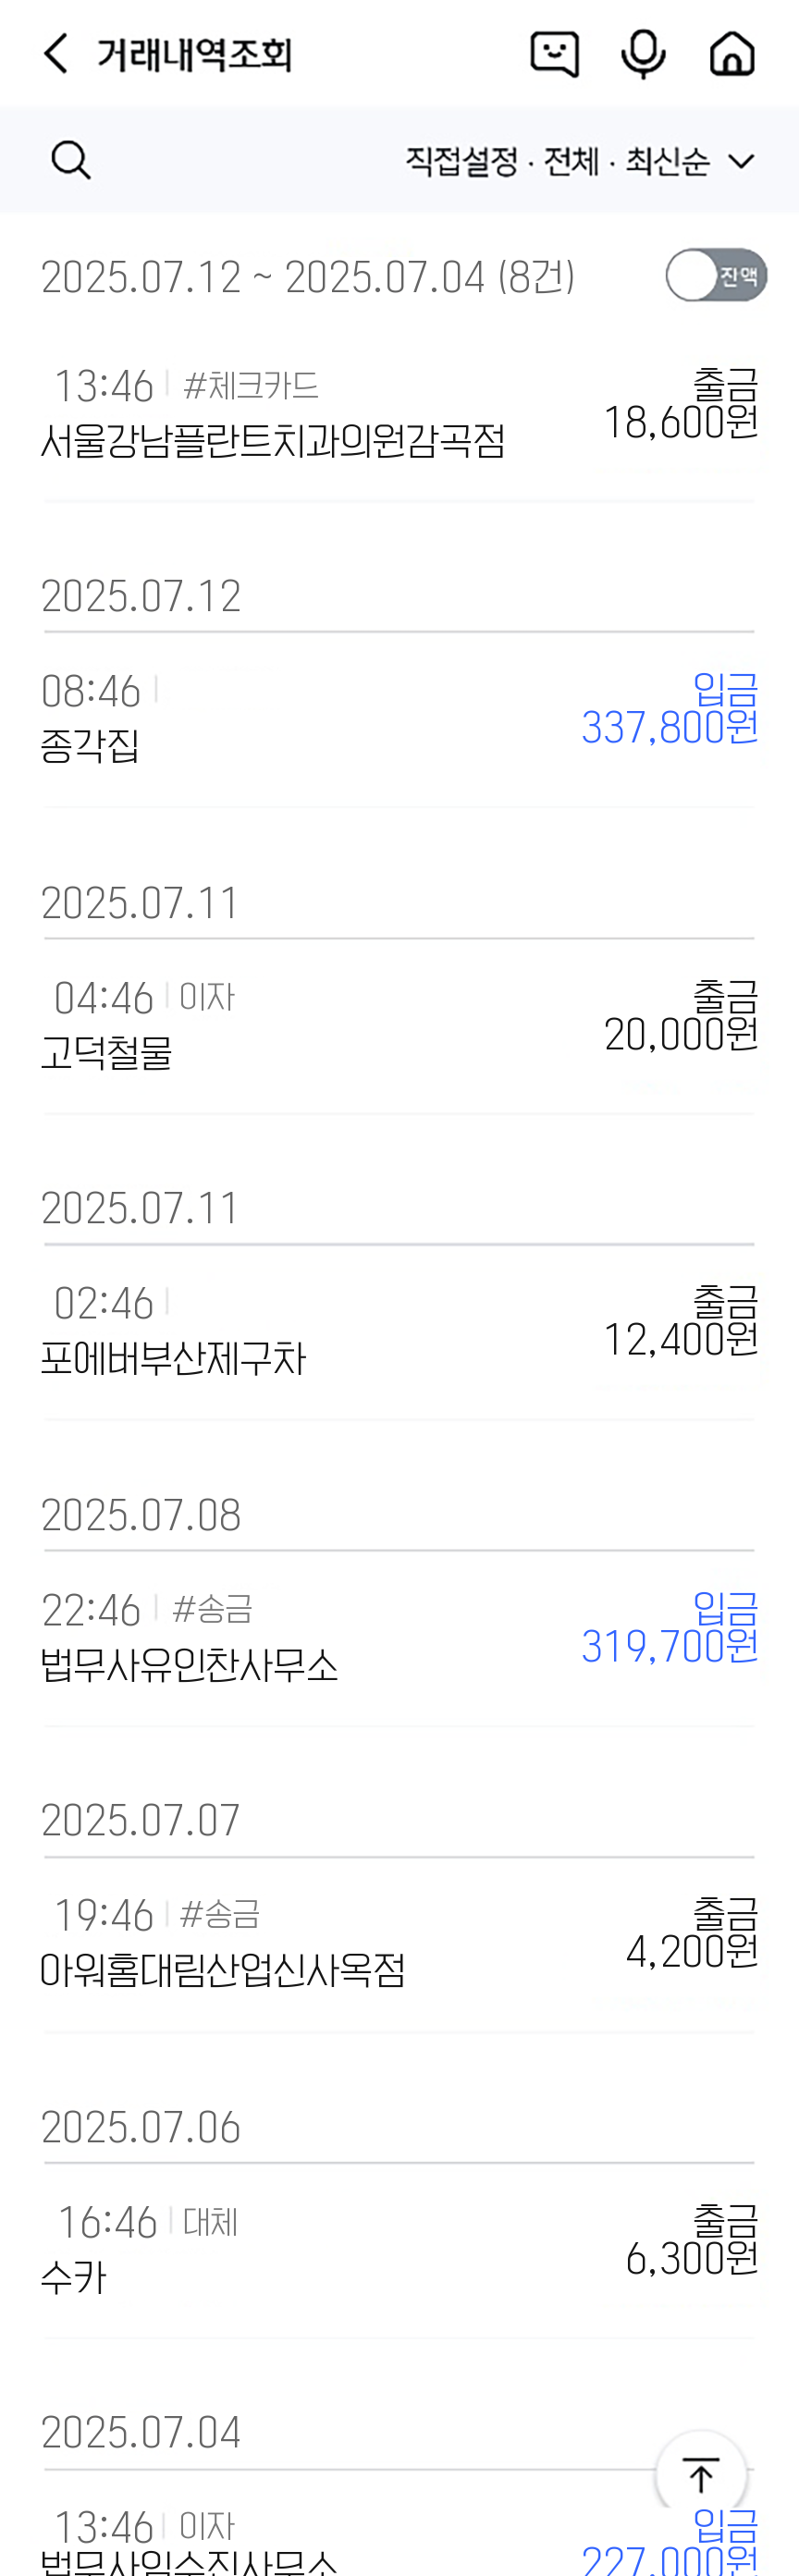 거래내역조회
직접설정 · 전체 · 최신순
2025.07.12 ~ 2025.07.04 (8건)
잔액
13:46 #체크카드
출금
서울강남플란트치과의원감곡점
18,600원
2025.07.12
08:46
입금
종각집
337,800원
2025.07.11
04:46 이자
출금
고덕철물
20,000원
2025.07.11
02:46
출금
포에버부산제구차
12,400원
2025.07.08
22:46 #송금
입금
법무사유인찬사무소
319,700원
2025.07.07
19:46 #송금
출금
아워홈대림산업신사옥점
4,200원
2025.07.06
16:46 대체
출금
수카
6,300원
2025.07.04
13:46 이자
입금
법무사임수진사무소
227,000원